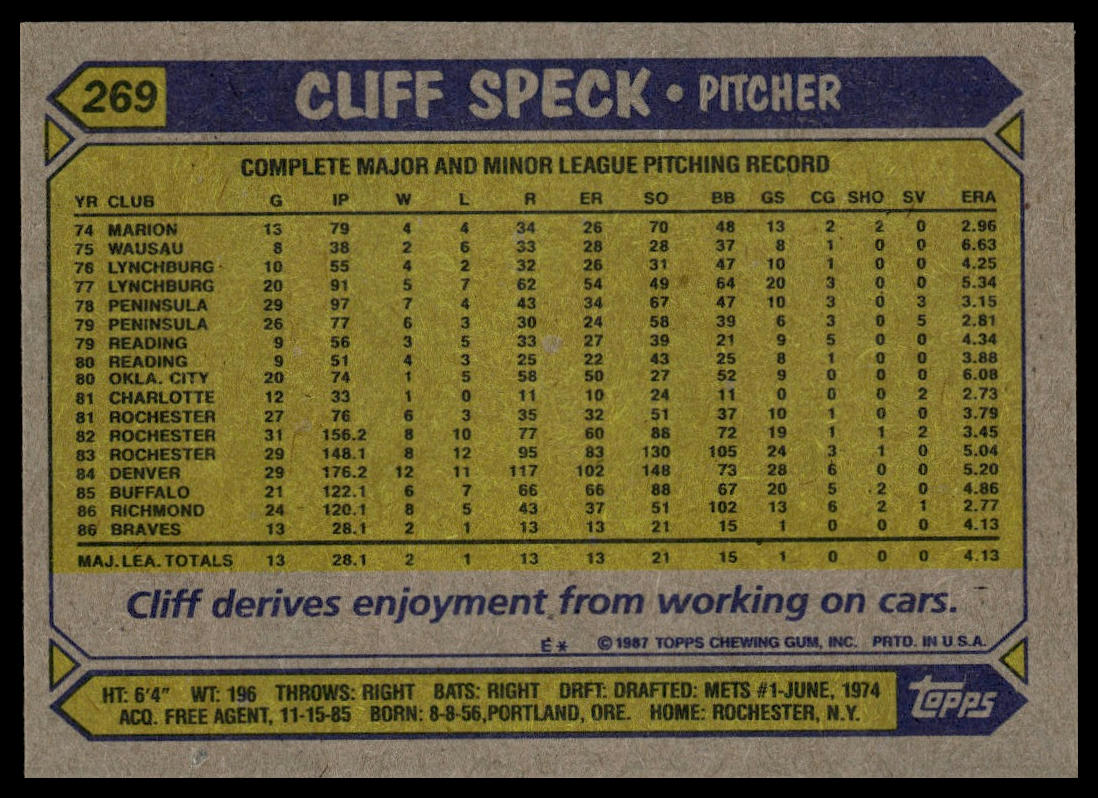 269
CLIFF SPECK • PITCHER
COMPLETE MAJOR AND MINOR LEAGUE PITCHING RECORD
YR CLUB G IP W L R ER SO BB GS CG SHO SV ERA
74 MARION 13 79 4 4 34 26 70 48 13 2 2 0 2.96
75 WAUSAU 8 38 2 6 33 28 28 37 8 1 0 0 6.63
76 LYNCHBURG 10 55 4 2 32 26 31 47 10 1 0 0 4.25
77 LYNCHBURG 20 91 5 7 62 54 49 64 20 3 0 0 5.34
78 PENINSULA 29 97 7 4 43 34 67 47 10 3 0 3 3.15
79 PENINSULA 26 77 6 3 30 24 58 39 6 3 0 5 2.81
79 READING 9 56 3 5 33 27 39 21 9 5 0 0 4.34
80 READING 9 51 4 3 25 22 43 25 8 1 0 0 3.88
80 OKLA. CITY 20 74 1 5 58 50 27 52 9 0 0 0 6.08
81 CHARLOTTE 12 33 1 0 11 10 24 11 0 0 0 2 2.73
81 ROCHESTER 27 76 6 3 35 32 51 37 10 1 0 0 3.79
82 ROCHESTER 31 156.2 8 10 77 60 88 72 19 1 1 2 3.45
83 ROCHESTER 29 148.1 8 12 95 83 130 105 24 3 1 0 5.04
84 DENVER 29 176.2 12 11 117 102 148 73 28 6 0 0 5.20
85 BUFFALO 21 122.1 6 7 66 66 88 67 20 5 2 0 4.86
86 RICHMOND 24 120.1 8 5 43 37 51 102 13 6 2 1 2.77
86 BRAVES 13 28.1 2 1 13 13 21 15 1 0 0 0 4.13
MAJ. LEA. TOTALS 13 28.1 2 1 13 13 21 15 1 0 0 0 4.13
Cliff derives enjoyment from working on cars.
E* ©1987 TOPPS CHEWING GUM, INC. PRTD. IN U.S.A.
HT: 6'4" WT: 196 THROWS: RIGHT BATS: RIGHT DRFT: DRAFTED: METS #1-JUNE, 1974
ACQ. FREE AGENT, 11-15-85 BORN: 8-8-56, PORTLAND, ORE. HOME: ROCHESTER, N.Y.
TOPPS